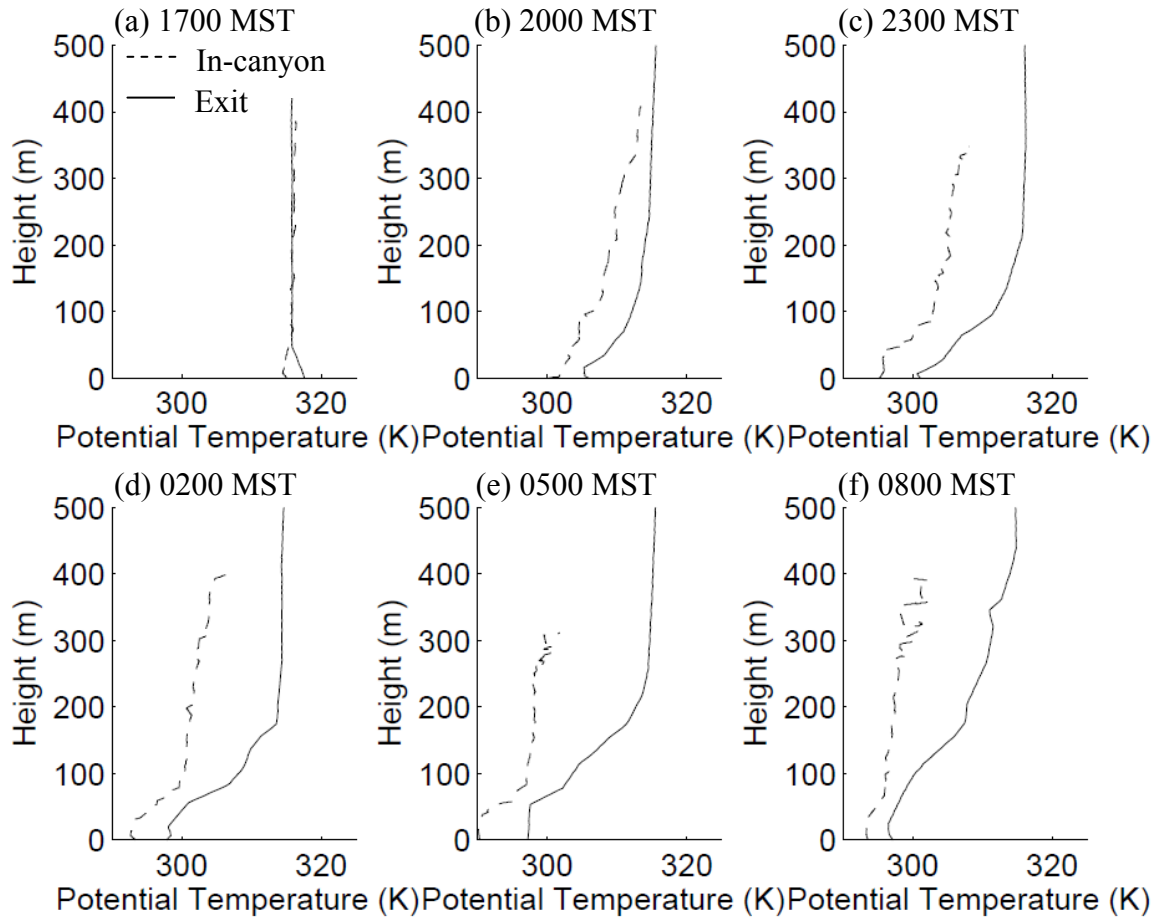 (a) 1700 MST
(b) 2000 MST
(c) 2300 MST
500
400
300
200
100
0
Height (m)
In-canyon
Exit
300
320
Potential Temperature (K)
500
400
300
200
100
0
Height (m)
300
320
Potential Temperature (K)
500
400
300
200
100
0
Height (m)
300
320
Potential Temperature (K)
(d) 0200 MST
(e) 0500 MST
(f) 0800 MST
500
400
300
200
100
0
Height (m)
300
320
Potential Temperature (K)
500
400
300
200
100
0
Height (m)
300
320
Potential Temperature (K)
500
400
300
200
100
0
Height (m)
300
320
Potential Temperature (K)